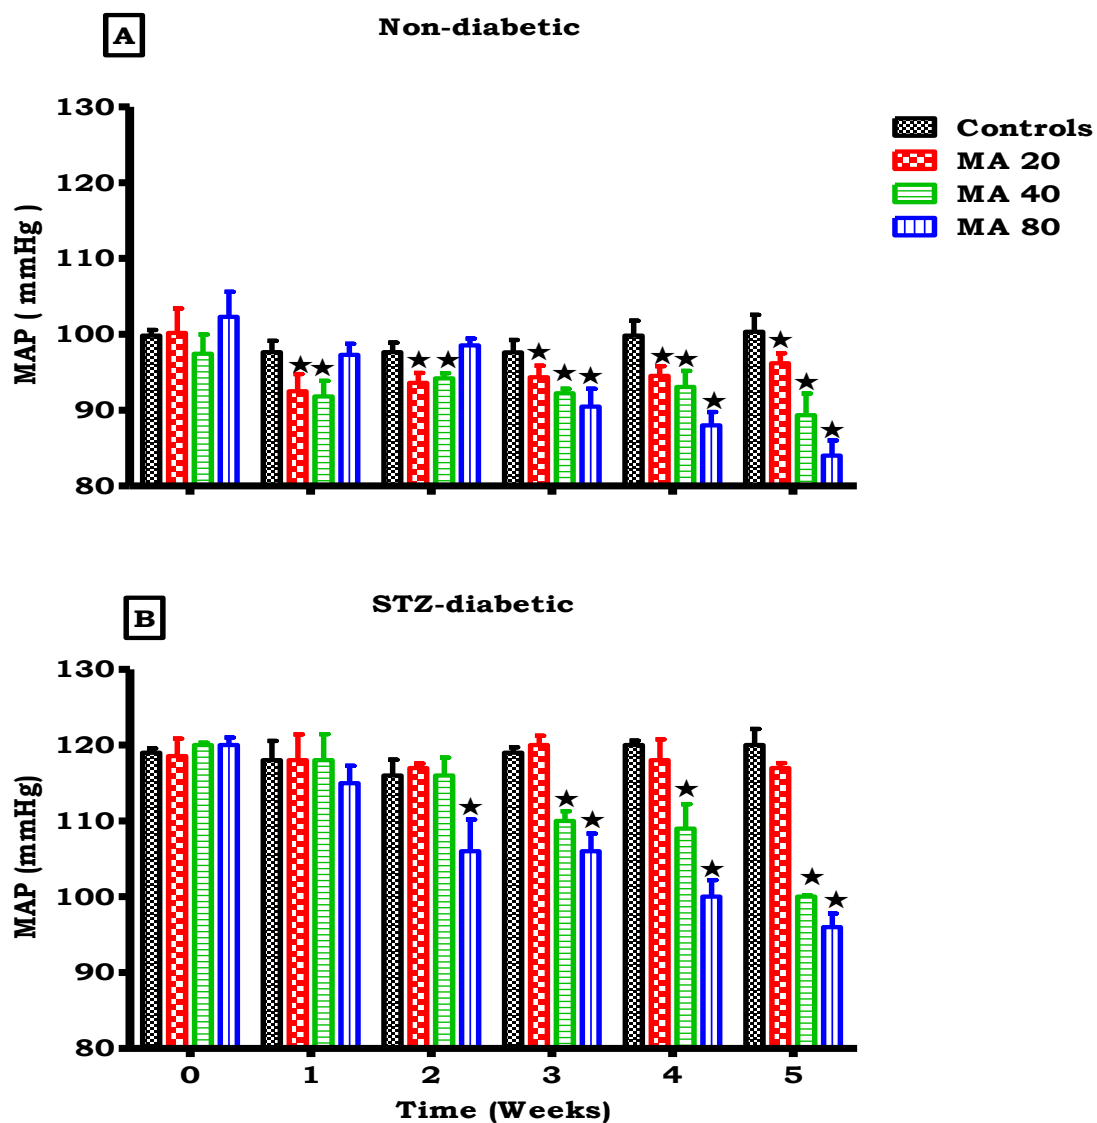 A
Non-diabetic
130
120
110
100
90
80
MAP ( mmHg )
Controls
MA 20
MA 40
MA 80
B
STZ-diabetic
130
120
110
100
90
80
MAP (mmHg)
0 1 2 3 4 5
Time (Weeks)